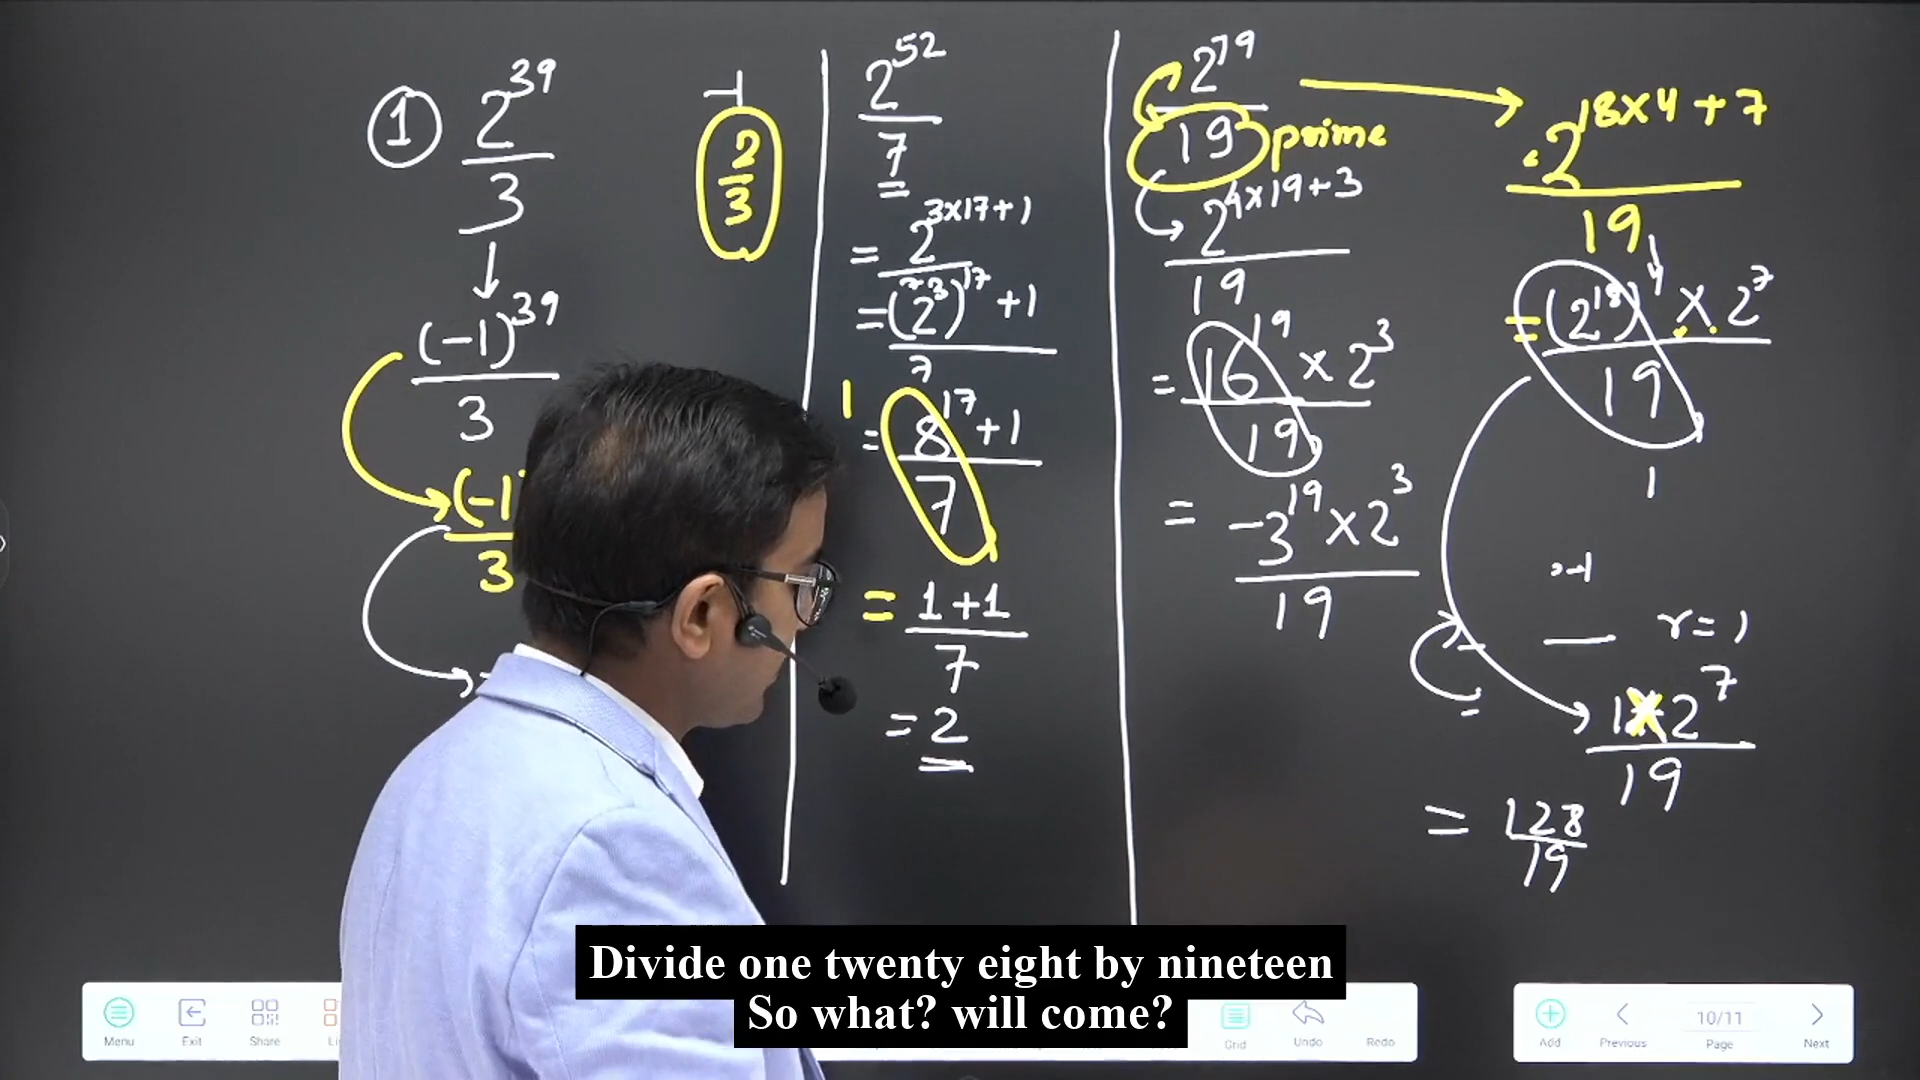 ① 2^39
3
(-1)^39
3
(-1
3
-1
2
3
2^52
7
= 2^3×17+1
= (2^3)^17 +1
7
1
= 8^17 +1
7
= 1+1
7
= 2
2^79
19 prime
2^4×19+3
19
= 16^19 × 2^3
19
= -3^19 × 2^3
19
2^18×4+7
19
= (2^18)^4 × 2^7
19
1
r=1
1×2^7
19
= 128
19
Divide one twenty eight by nineteen
So what? will come?
Menu
Exit
Share
Grid
Undo
Redo
Add
Previous
10/11
Page
Next